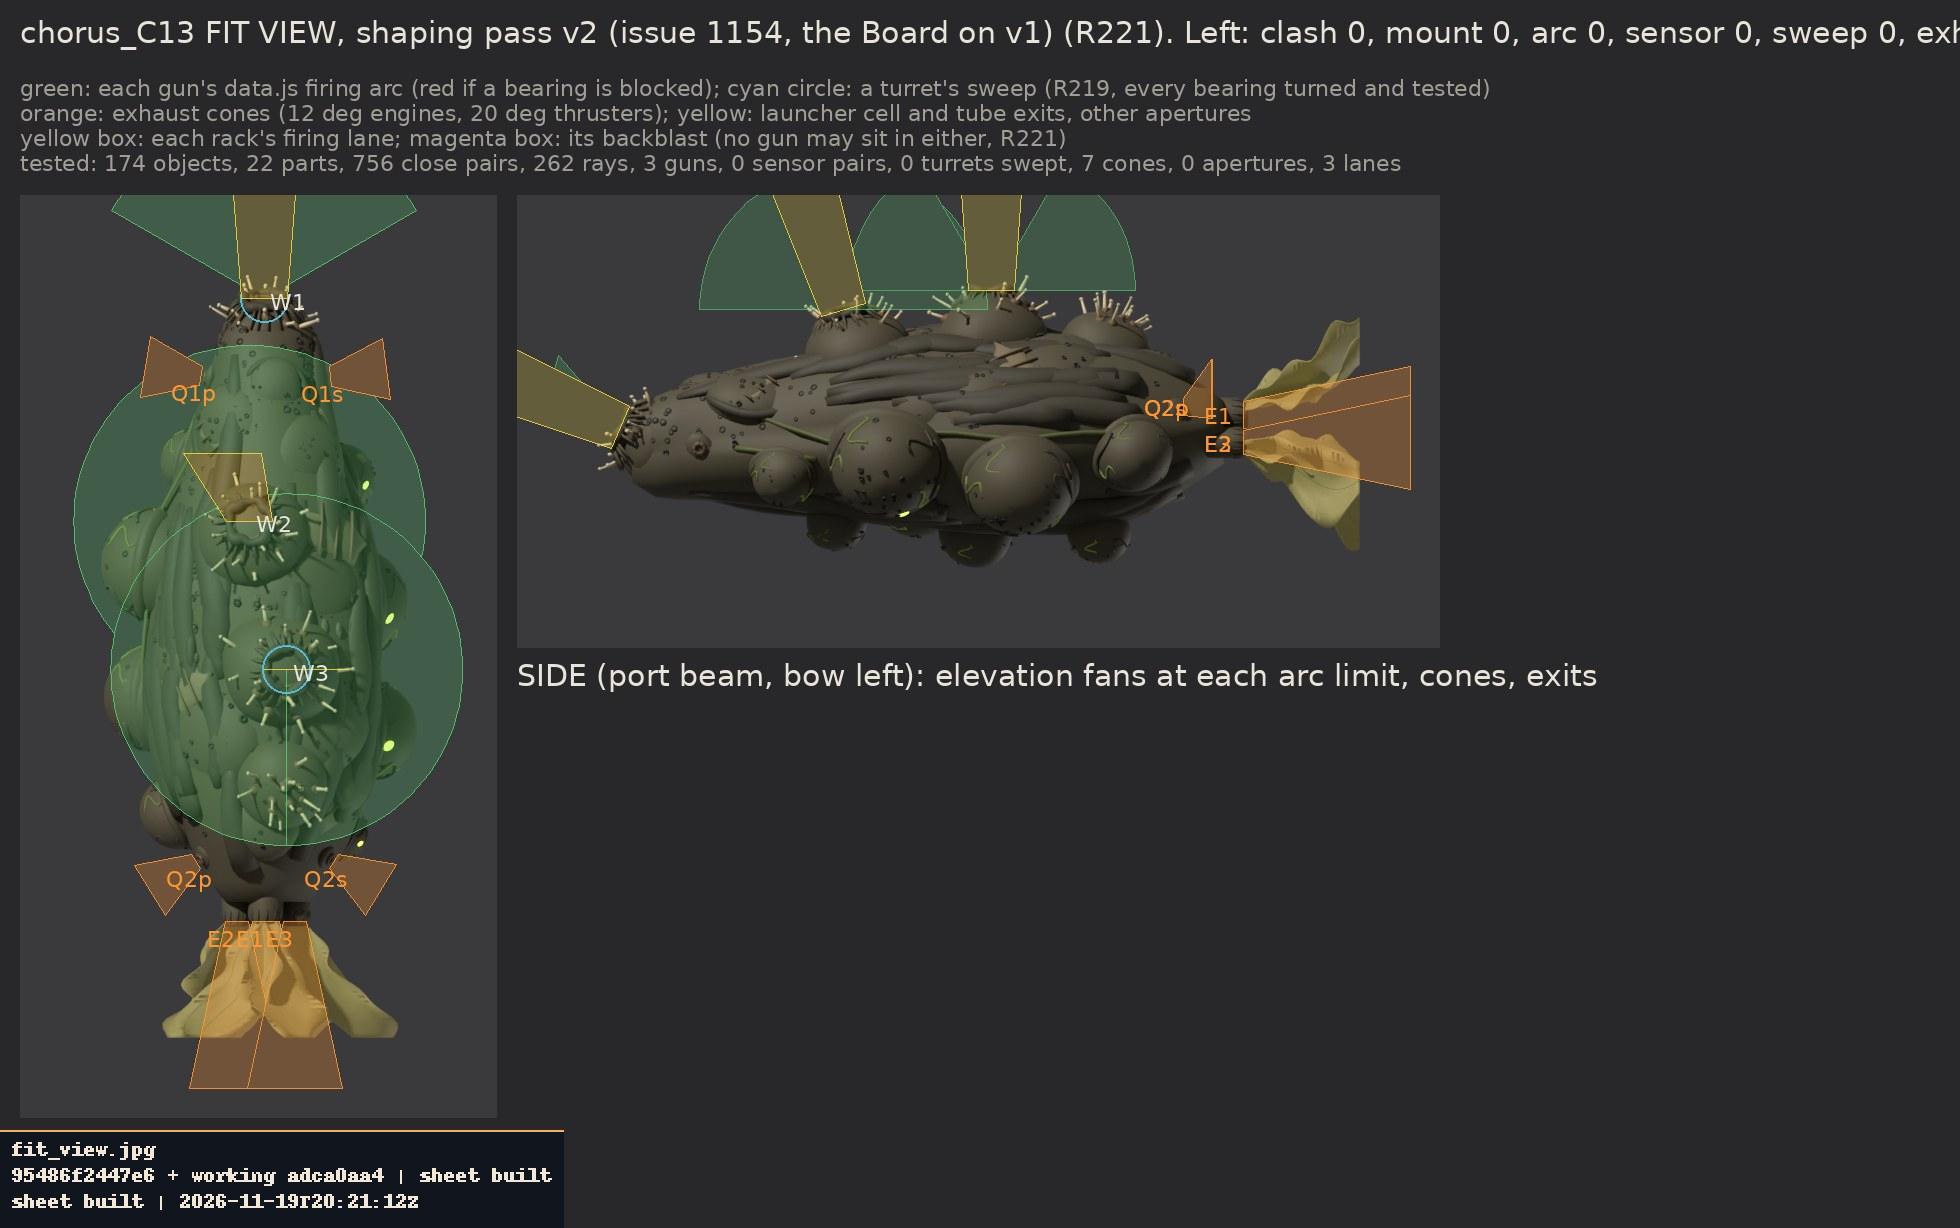 chorus_C13 FIT VIEW, shaping pass v2 (issue 1154, the Board on v1) (R221). Left: clash 0, mount 0, arc 0, sensor 0, sweep 0, exh
green: each gun's data.js firing arc (red if a bearing is blocked); cyan circle: a turret's sweep (R219, every bearing turned and tested)
orange: exhaust cones (12 deg engines, 20 deg thrusters); yellow: launcher cell and tube exits, other apertures
yellow box: each rack's firing lane; magenta box: its backblast (no gun may sit in either, R221)
tested: 174 objects, 22 parts, 756 close pairs, 262 rays, 3 guns, 0 sensor pairs, 0 turrets swept, 7 cones, 0 apertures, 3 lanes
W1
Q1p
Q1s
W2
W3
Q2p
Q2s
E2
E1
E3
E1
SIDE (port beam, bow left): elevation fans at each arc limit, cones, exits
fit_view.jpg
95486f2447e6 + working adca0aa4 | sheet built
sheet built | 2026-11-19T20:21:12Z